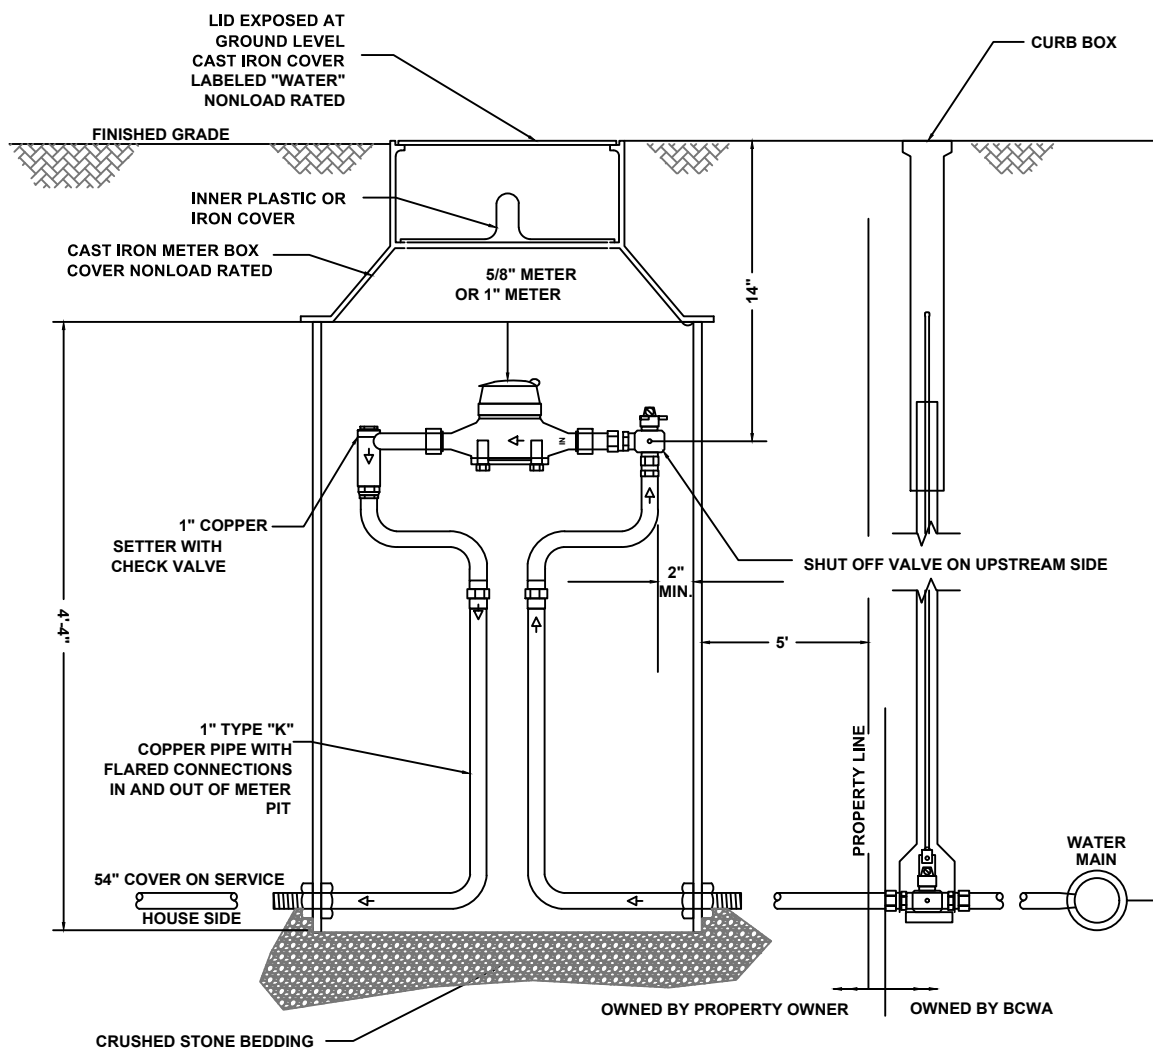 LID EXPOSED AT
GROUND LEVEL
CAST IRON COVER
LABELED "WATER"
NONLOAD RATED
CURB BOX
FINISHED GRADE
INNER PLASTIC OR
IRON COVER
CAST IRON METER BOX
COVER NONLOAD RATED
5/8" METER
OR 1" METER
14"
IN
1" COPPER
SETTER WITH
CHECK VALVE
SHUT OFF VALVE ON UPSTREAM SIDE
2"
MIN.
4'-4"
5'
1" TYPE "K"
COPPER PIPE WITH
FLARED CONNECTIONS
IN AND OUT OF METER
PIT
PROPERTY LINE
WATER
MAIN
54" COVER ON SERVICE
HOUSE SIDE
OWNED BY PROPERTY OWNER
OWNED BY BCWA
CRUSHED STONE BEDDING